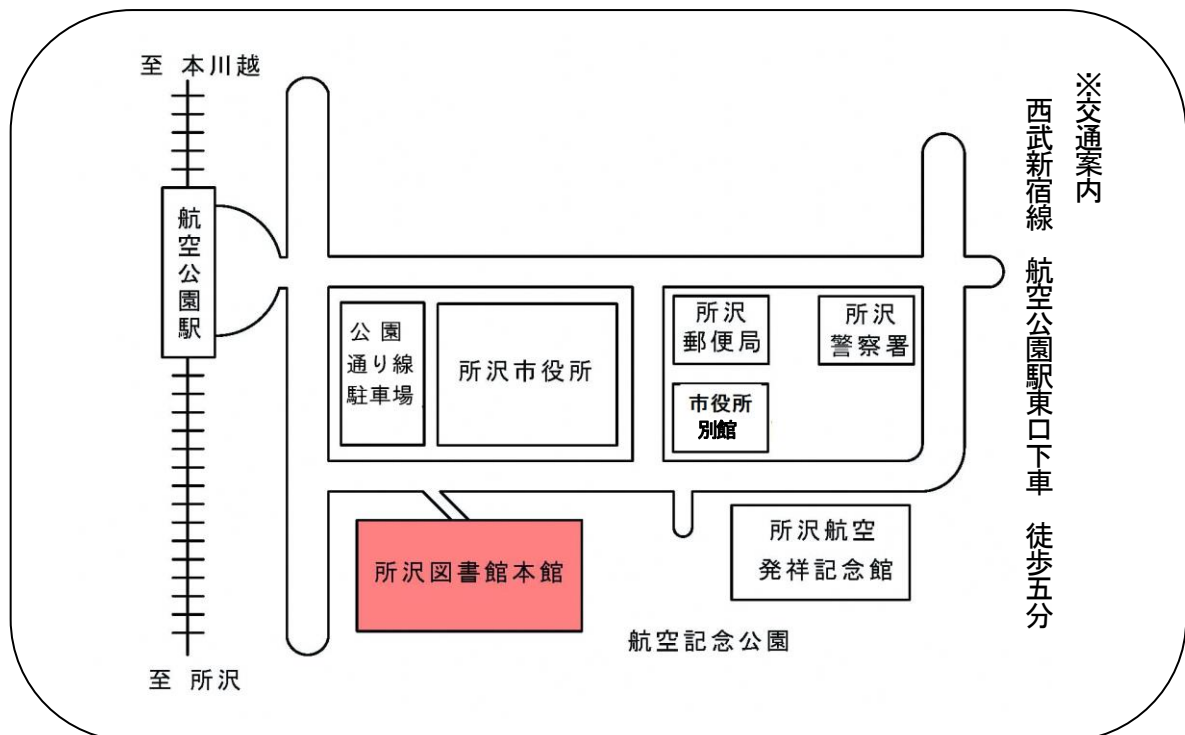 ※交通案内
西武新宿線　航空公園駅東口下車　徒歩五分
至 本川越
航空公園駅
公園
通り線
駐車場
所沢市役所
所沢
郵便局
所沢
警察署
市役所
別館
所沢図書館本館
所沢航空
発祥記念館
航空記念公園
至 所沢